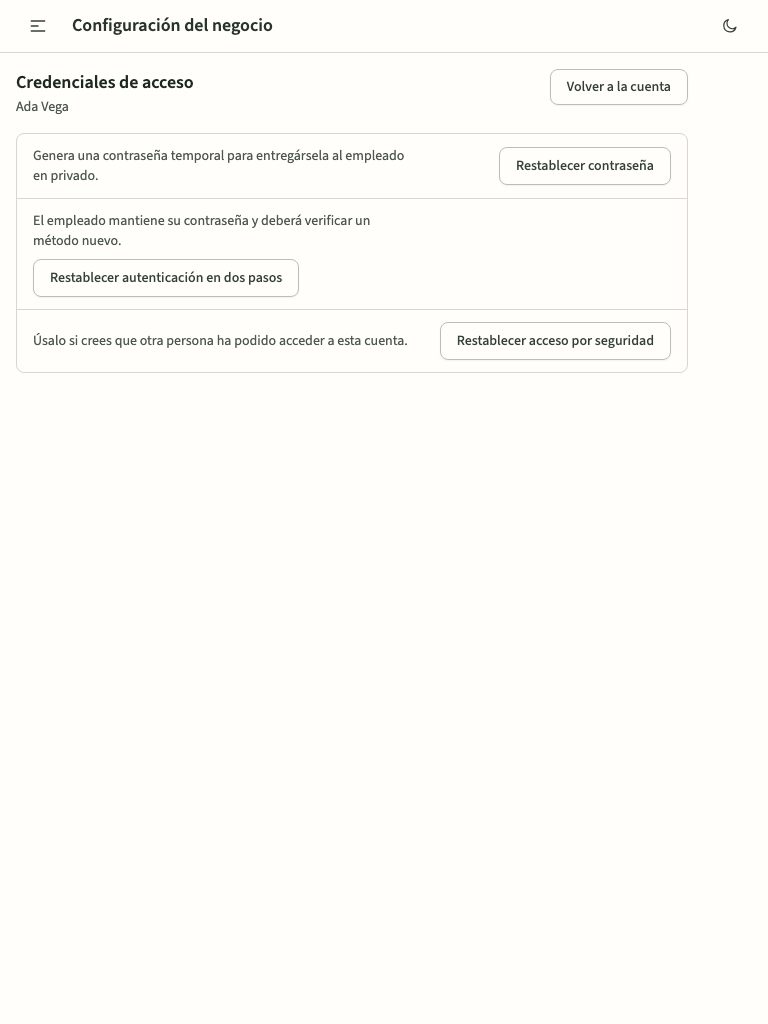 Configuración del negocio
Credenciales de acceso
Ada Vega
Volver a la cuenta
Genera una contraseña temporal para entregársela al empleado
en privado.
Restablecer contraseña
El empleado mantiene su contraseña y deberá verificar un
método nuevo.
Restablecer autenticación en dos pasos
Úsalo si crees que otra persona ha podido acceder a esta cuenta.
Restablecer acceso por seguridad